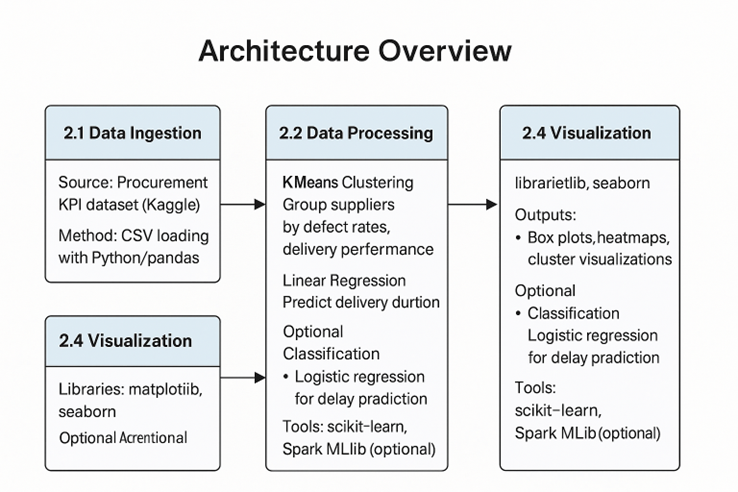 Architecture Overview
2.1 Data Ingestion
Source: Procurement
KPI dataset (Kaggle)
Method: CSV loading
with Python/pandas
2.4 Visualization
Libraries: matplotiib,
seaborn
Optional Acrentional
2.2 Data Processing
KMeans Clustering
Group suppliers
by defect rates,
delivery perfermance
Linear Regression
Predict delivery durtion
Optional
Classification
• Logistic regression
for delay pradiction
Tools: scikit-learn,
Spark MLlib (optional)
2.4 Visualization
librarietlib, seaborn
Outputs:
• Box plots,heatmaps,
cluster visualizations
Optional
• Classification
Logistic regression
for delay pradiction
Tools:
scikit-learn,
Spark MLib (optional)